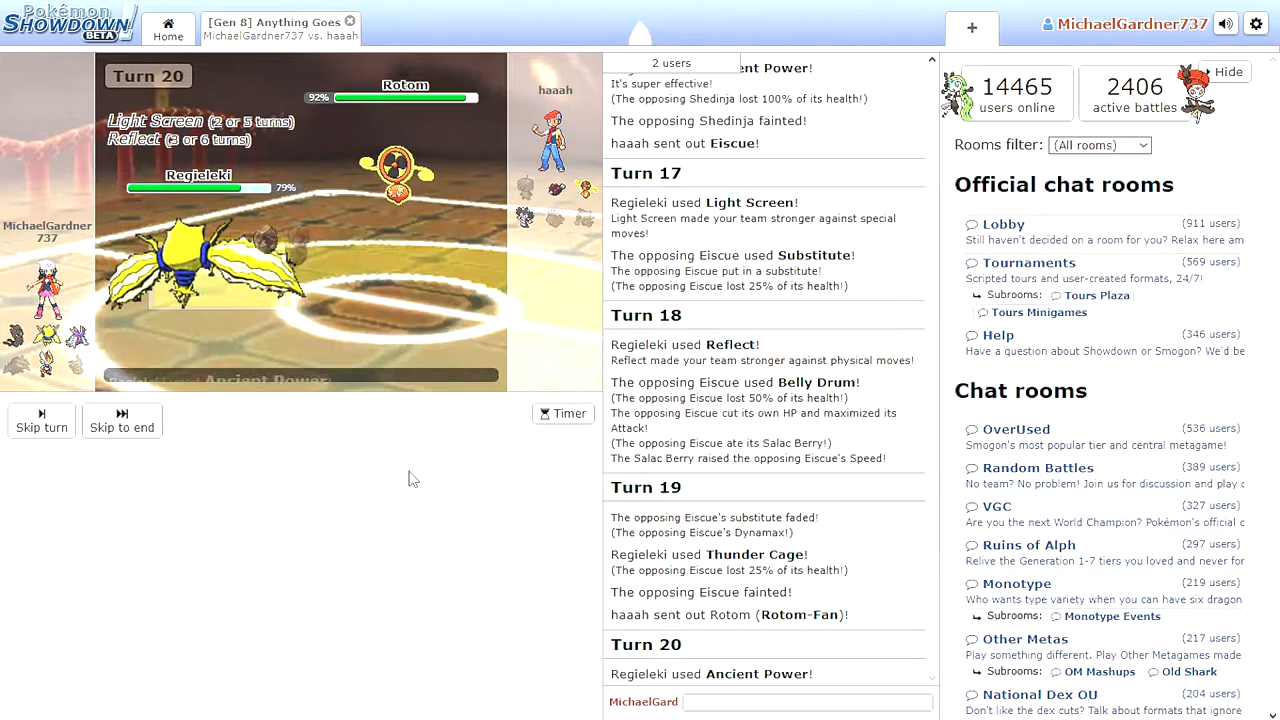 Pokémon
SHOWDOWN
BETA
Home
[Gen 8] Anything Goes
MichaelGardner737 vs. haaah
+
MichaelGardner737
Turn 20
Rotom
92%
Light Screen (2 or 5 turns)
Reflect (3 or 6 turns)
Regieleki
79%
MichaelGardner
737
haaah
Regieleki used Ancient Power!
Skip turn
Skip to end
Timer
2 users
cient Power!
It's super effective!
(The opposing Shedinja lost 100% of its health!)
The opposing Shedinja fainted!
haaah sent out Eiscue!
Turn 17
Regieleki used Light Screen!
Light Screen made your team stronger against special
moves!
The opposing Eiscue used Substitute!
The opposing Eiscue put in a substitute!
(The opposing Eiscue lost 25% of its health!)
Turn 18
Regieleki used Reflect!
Reflect made your team stronger against physical moves!
The opposing Eiscue used Belly Drum!
(The opposing Eiscue lost 50% of its health!)
The opposing Eiscue cut its own HP and maximized its
Attack!
(The opposing Eiscue ate its Salac Berry!)
The Salac Berry raised the opposing Eiscue's Speed!
Turn 19
The opposing Eiscue's substitute faded!
(The opposing Eiscue's Dynamax!)
Regieleki used Thunder Cage!
(The opposing Eiscue lost 25% of its health!)
The opposing Eiscue fainted!
haaah sent out Rotom (Rotom-Fan)!
Turn 20
Regieleki used Ancient Power!
MichaelGard
14465
users online
2406
active battles
Hide
Rooms filter: (All rooms)
Official chat rooms
Lobby (911 users)
Still haven't decided on a room for you? Relax here am
Tournaments (569 users)
Scripted tours and user-created formats, 24/7!
Subrooms: Tours Plaza
Tours Minigames
Help (346 users)
Have a question about Showdown or Smogon? We'd be
Chat rooms
OverUsed (536 users)
Smogon's most popular tier and central metagame!
Random Battles (389 users)
No team? No problem! Join us for discussion and play c
VGC (327 users)
Are you the next World Champion? Pokémon's official c
Ruins of Alph (297 users)
Relive the Generation 1-7 tiers you loved and never for
Monotype (219 users)
Who wants type variety when you can have six dragon
Subrooms: Monotype Events
Other Metas (217 users)
Play something different. Play Other Metagames made
Subrooms: OM Mashups Old Shark
National Dex OU (204 users)
Don't like the dex cuts? Talk about formats that ignore